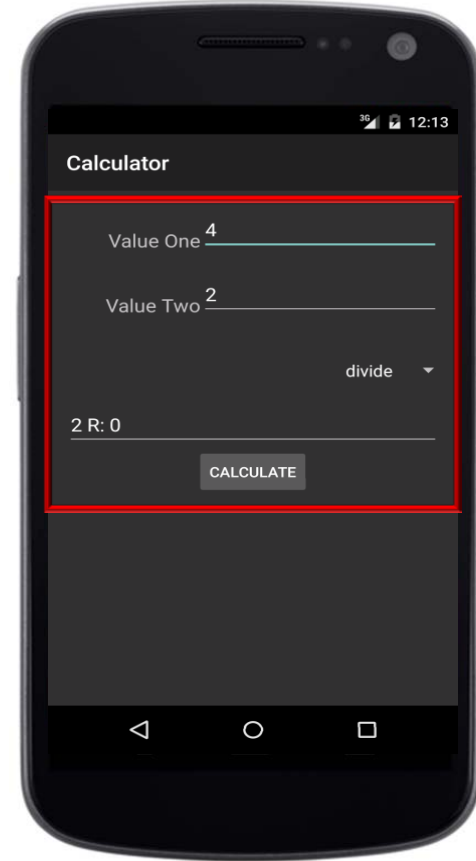 3G 12:13
Calculator
Value One 4
Value Two 2
divide
2 R: 0
CALCULATE